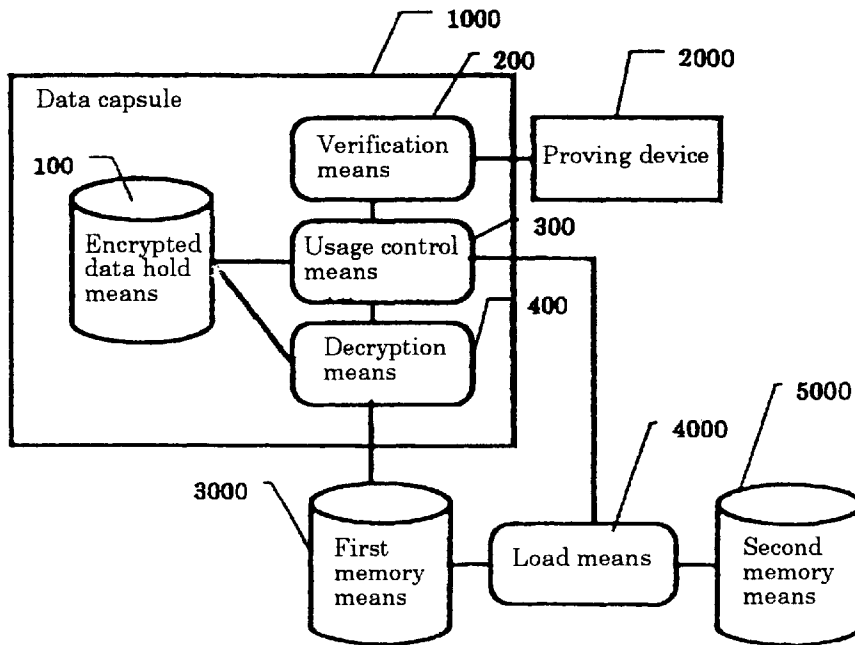 1000
200
2000
Data capsule
Verification
means
Proving device
100
300
Encrypted
data hold
means
Usage control
means
400
Decryption
means
5000
4000
3000
First
memory
means
Load means
Second
memory
means